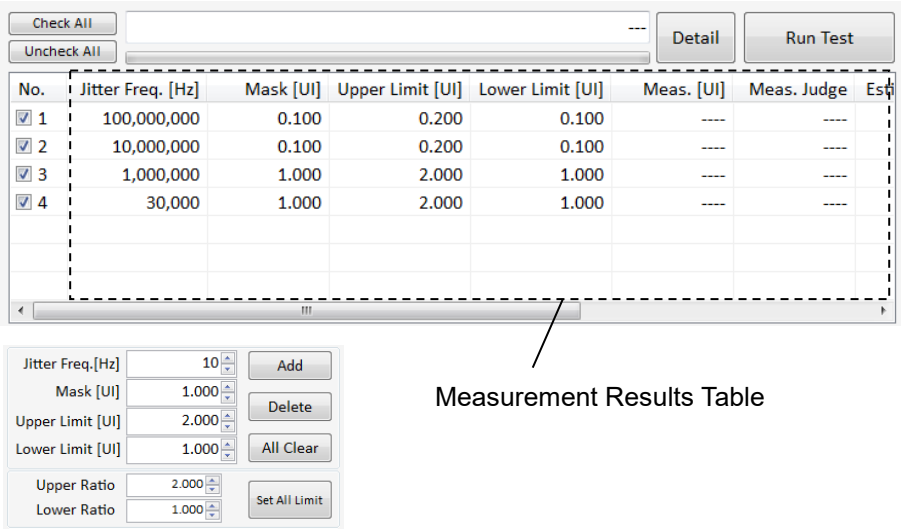 Check All
Uncheck All
---
Detail
Run Test
No. Jitter Freq. [Hz] Mask [UI] Upper Limit [UI] Lower Limit [UI] Meas. [UI] Meas. Judge Esti
1 100,000,000 0.100 0.200 0.100 ---- ----
2 10,000,000 0.100 0.200 0.100 ---- ----
3 1,000,000 1.000 2.000 1.000 ---- ----
4 30,000 1.000 2.000 1.000 ---- ----
Measurement Results Table
Jitter Freq.[Hz] 10 Add
Mask [UI] 1.000
Delete
Upper Limit [UI] 2.000
Lower Limit [UI] 1.000 All Clear
Upper Ratio 2.000
Set All Limit
Lower Ratio 1.000